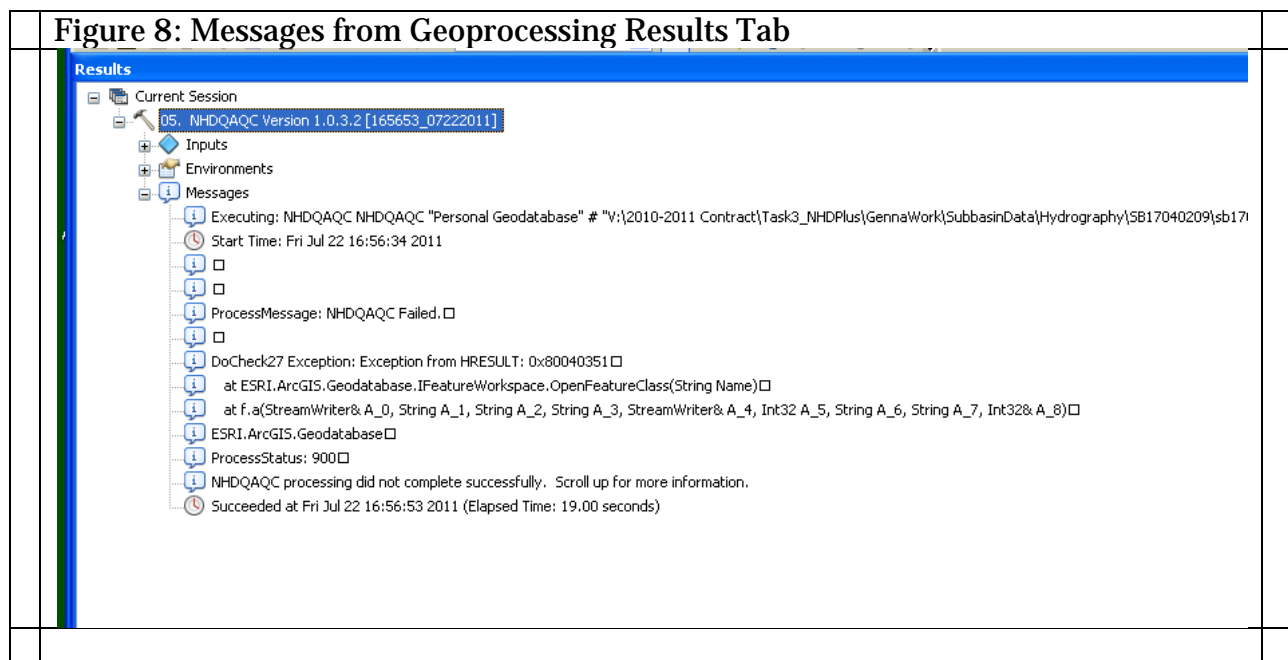 Figure 8: Messages from Geoprocessing Results Tab
Results
Current Session
05. NHDQAQC Version 1.0.3.2 [165653_07222011]
Inputs
Environments
Messages
Executing: NHDQAQC NHDQAQC "Personal Geodatabase" # "V:\2010-2011 Contract\Task3_NHDPlus\GennaWork\SubbasinData\Hydrography\SB17040209\sb170
Start Time: Fri Jul 22 16:56:34 2011
□
□
ProcessMessage: NHDQAQC Failed.□
□
DoCheck27 Exception: Exception from HRESULT: 0x80040351□
at ESRI.ArcGIS.Geodatabase.IFeatureWorkspace.OpenFeatureClass(String Name)□
at f.a(StreamWriter& A_0, String A_1, String A_2, String A_3, StreamWriter& A_4, Int32 A_5, String A_6, String A_7, Int32& A_8)□
ESRI.ArcGIS.Geodatabase□
ProcessStatus: 900□
NHDQAQC processing did not complete successfully. Scroll up for more information.
Succeeded at Fri Jul 22 16:56:53 2011 (Elapsed Time: 19.00 seconds)